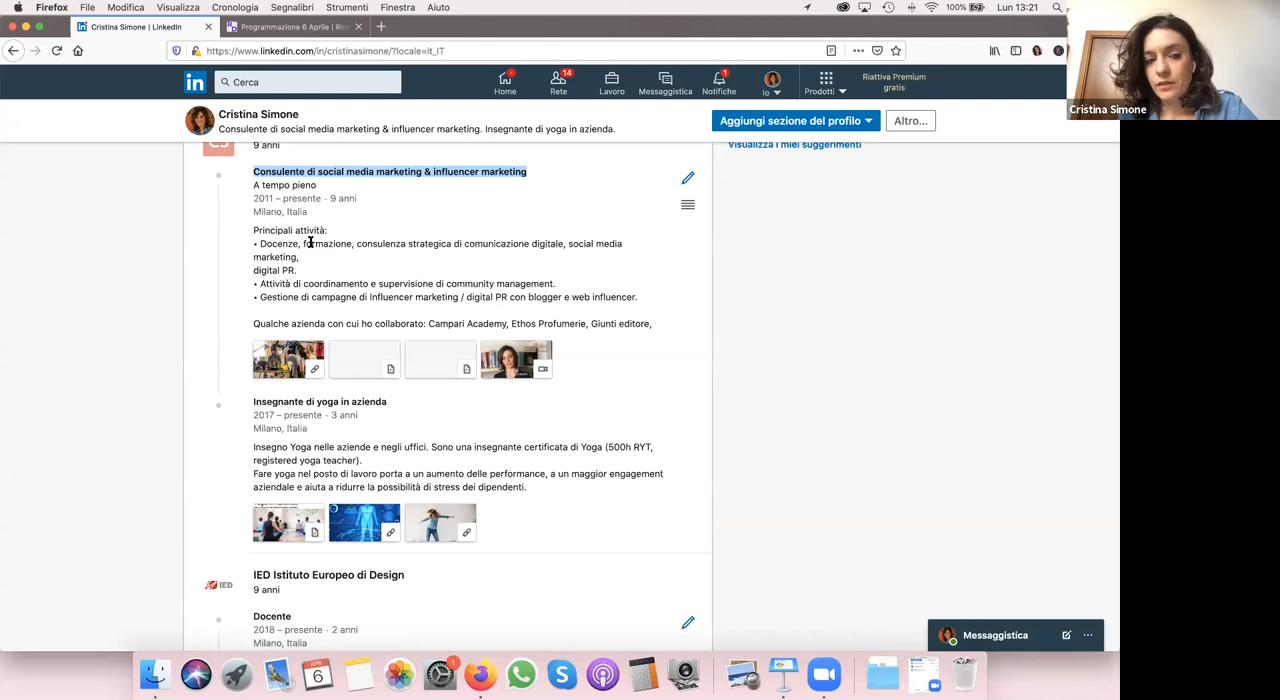 Firefox File Modifica Visualizza Cronologia Segnalibri Strumenti Finestra Aiuto 100% Lun 13:21
Cristina Simone | LinkedIn Programmazione 6 Aprile | Rin
https://www.linkedin.com/in/cristinasimone/?locale=it_IT
in Cerca Home Rete 14 Lavoro Messaggistica Notifiche 1 Io Prodotti Riattiva Premium
gratis
Cristina Simone
Cristina Simone
Consulente di social media marketing & influencer marketing. Insegnante di yoga in azienda.
Aggiungi sezione del profilo Altro...
9 anni
Visualizza i miei suggerimenti
Consulente di social media marketing & influencer marketing
A tempo pieno
2011 – presente · 9 anni
Milano, Italia
Principali attività:
• Docenze, formazione, consulenza strategica di comunicazione digitale, social media
marketing,
digital PR.
• Attività di coordinamento e supervisione di community management.
• Gestione di campagne di Influencer marketing / digital PR con blogger e web influencer.
Qualche azienda con cui ho collaborato: Campari Academy, Ethos Profumerie, Giunti editore,
Insegnante di yoga in azienda
2017 – presente · 3 anni
Milano, Italia
Insegno Yoga nelle aziende e negli uffici. Sono una insegnante certificata di Yoga (500h RYT,
registered yoga teacher).
Fare yoga nel posto di lavoro porta a un aumento delle performance, a un maggior engagement
aziendale e aiuta a ridurre la possibilità di stress dei dipendenti.
IED
IED Istituto Europeo di Design
9 anni
Docente
2018 – presente · 2 anni
Milano, Italia
Messaggistica
APR
6
1